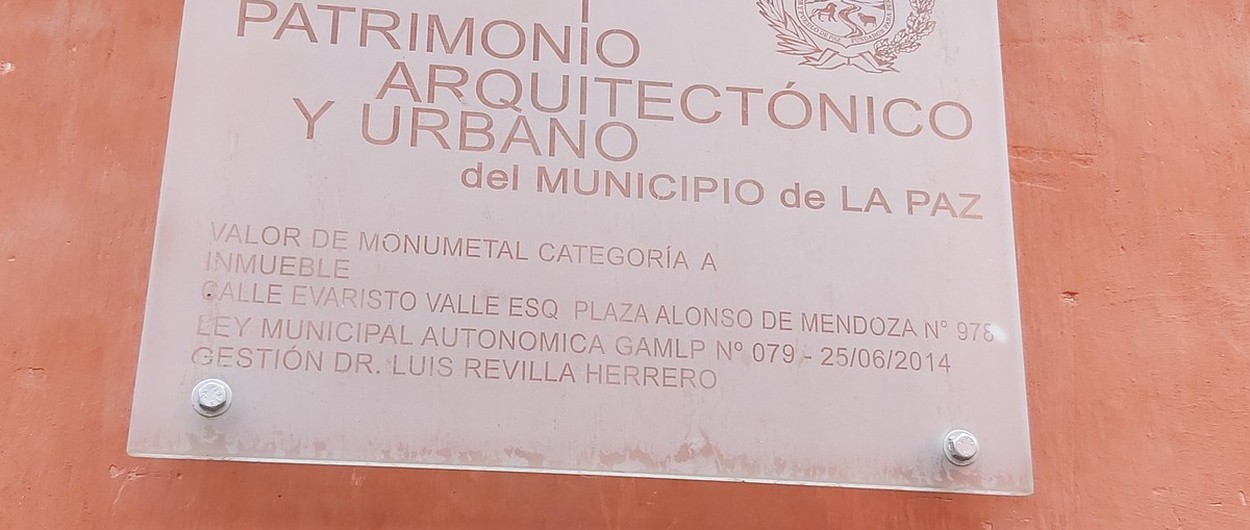 PATRIMONIO
ARQUITECTÓNICO
Y URBANO
del MUNICIPIO de LA PAZ
VALOR DE MONUMETAL CATEGORÍA A
INMUEBLE
CALLE EVARISTO VALLE ESQ PLAZA ALONSO DE MENDOZA N° 978
LEY MUNICIPAL AUTONOMICA GAMLP Nº 079 - 25/06/2014
GESTIÓN DR. LUIS REVILLA HERRERO